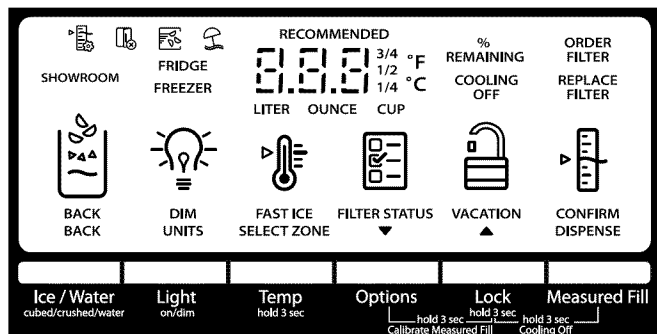 RECOMMENDED
SHOWROOM
FRIDGE
FREEZER
8.8.8
3/4
1/2
1/4
°F
°C
LITER OUNCE CUP
%
REMAINING
COOLING
OFF
ORDER
FILTER
REPLACE
FILTER
BACK
BACK
DIM
UNITS
FAST ICE
SELECT ZONE
FILTER STATUS
VACATION
CONFIRM
DISPENSE
Ice / Water
cubed/crushed/water
Light
on/dim
Temp
hold 3 sec
Options
Lock
hold 3 sec
Measured Fill
hold 3 sec
Calibrate Measured Fill
hold 3 sec
Cooling Off